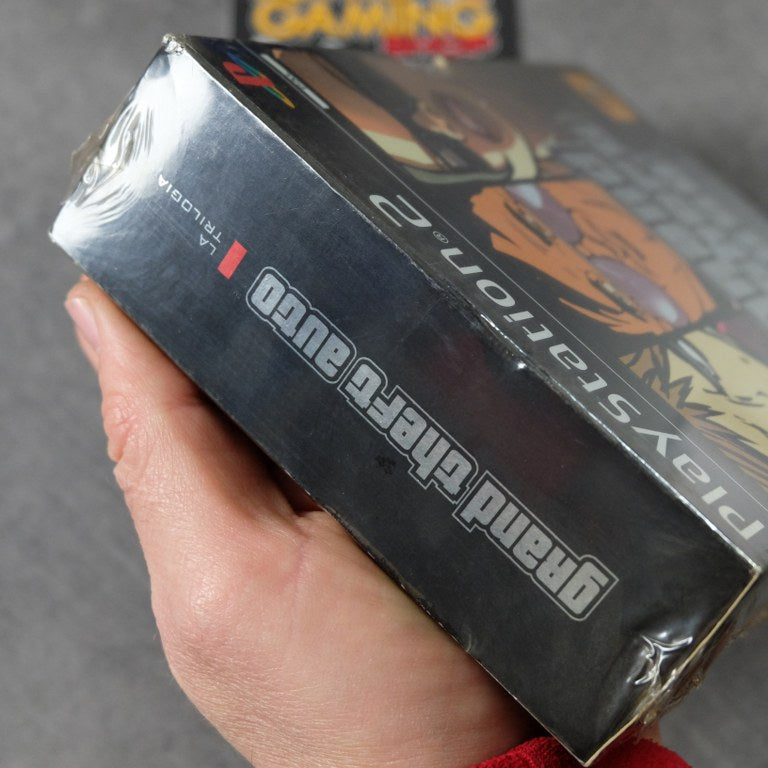 GAMING
PlayStation®2
grand theft auto
LA
TRILOGIA